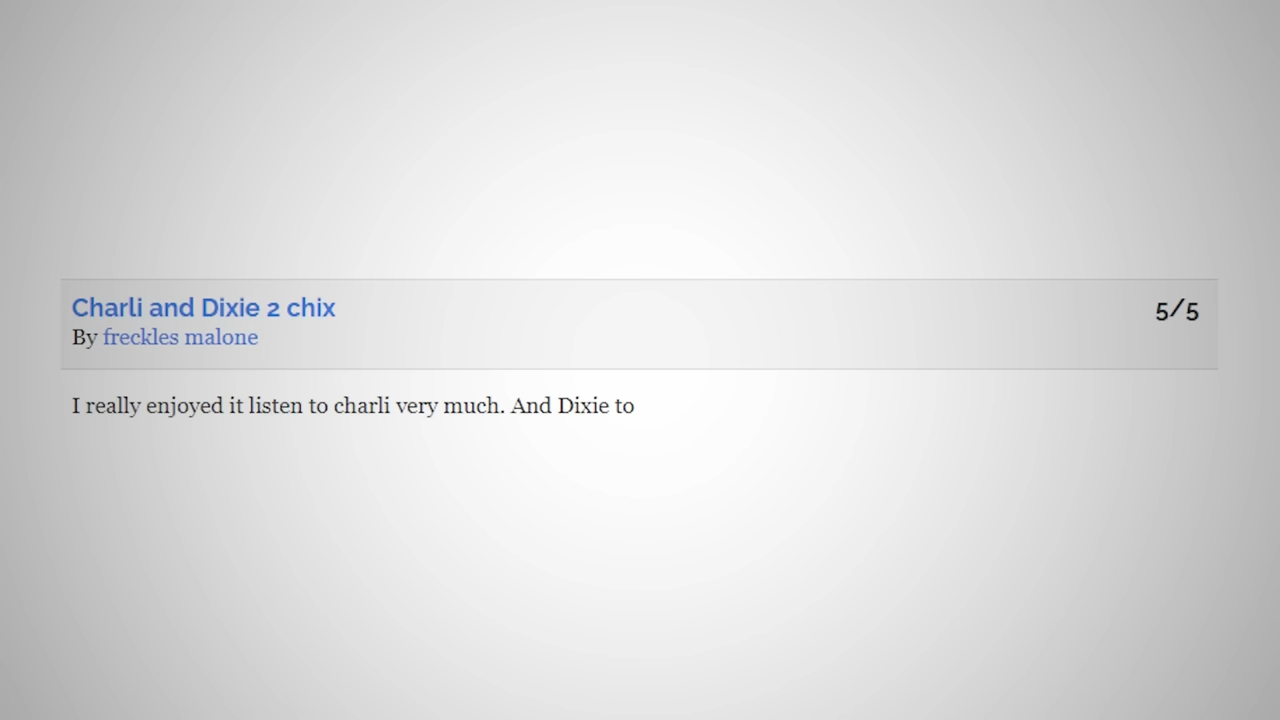 Charli and Dixie 2 chix
5/5
By freckles malone
I really enjoyed it listen to charli very much. And Dixie to